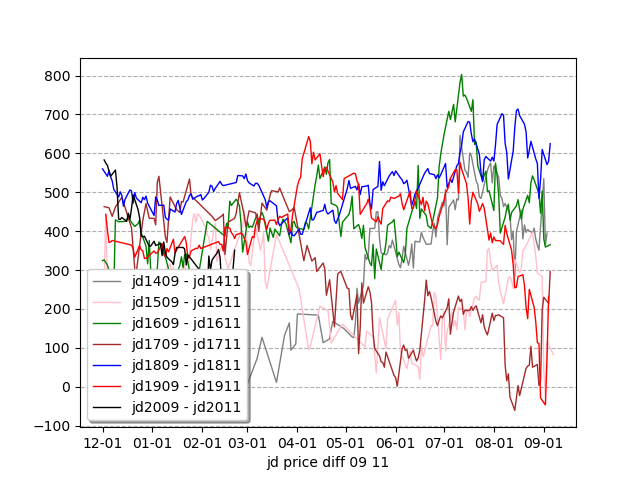 800
700
600
500
400
300
200
100
0
−100
jd1409 - jd1411
jd1509 - jd1511
jd1609 - jd1611
jd1709 - jd1711
jd1809 - jd1811
jd1909 - jd1911
jd2009 - jd2011
12-01 01-01 02-01 03-01 04-01 05-01 06-01 07-01 08-01 09-01
jd price diff 09 11